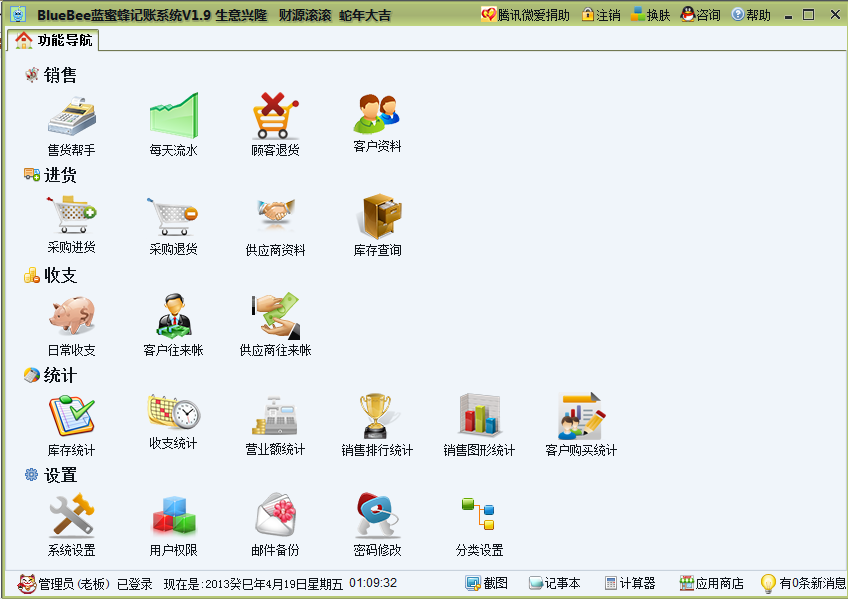 BlueBee蓝蜜蜂记账系统V1.9 生意兴隆 财源滚滚 蛇年大吉 腾讯微爱捐助 注销 换肤 咨询 帮助
功能导航
销售
售货帮手 每天流水 顾客退货 客户资料
进货
采购进货 采购退货 供应商资料 库存查询
收支
日常收支 客户往来帐 供应商往来帐
统计
库存统计 收支统计 营业额统计 销售排行统计 销售图形统计 客户购买统计
设置
系统设置 用户权限 邮件备份 密码修改 分类设置
管理员(老板) 已登录 现在是:2013癸巳年4月19日星期五 01:09:32 截图 记事本 计算器 应用商店 有0条新消息